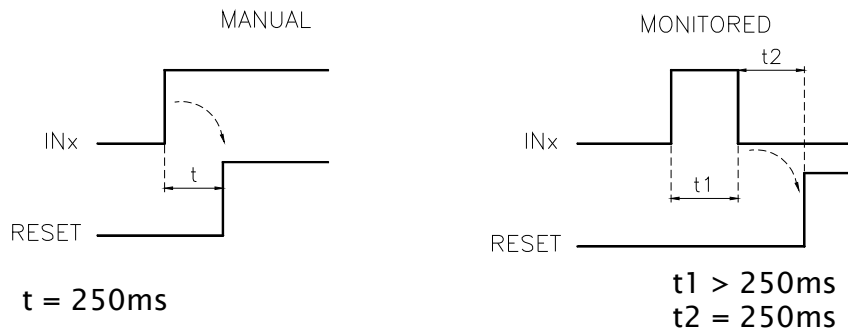 MANUAL
INx
t
RESET
t = 250ms
MONITORED
t2
INx
t1
RESET
t1 > 250ms
t2 = 250ms